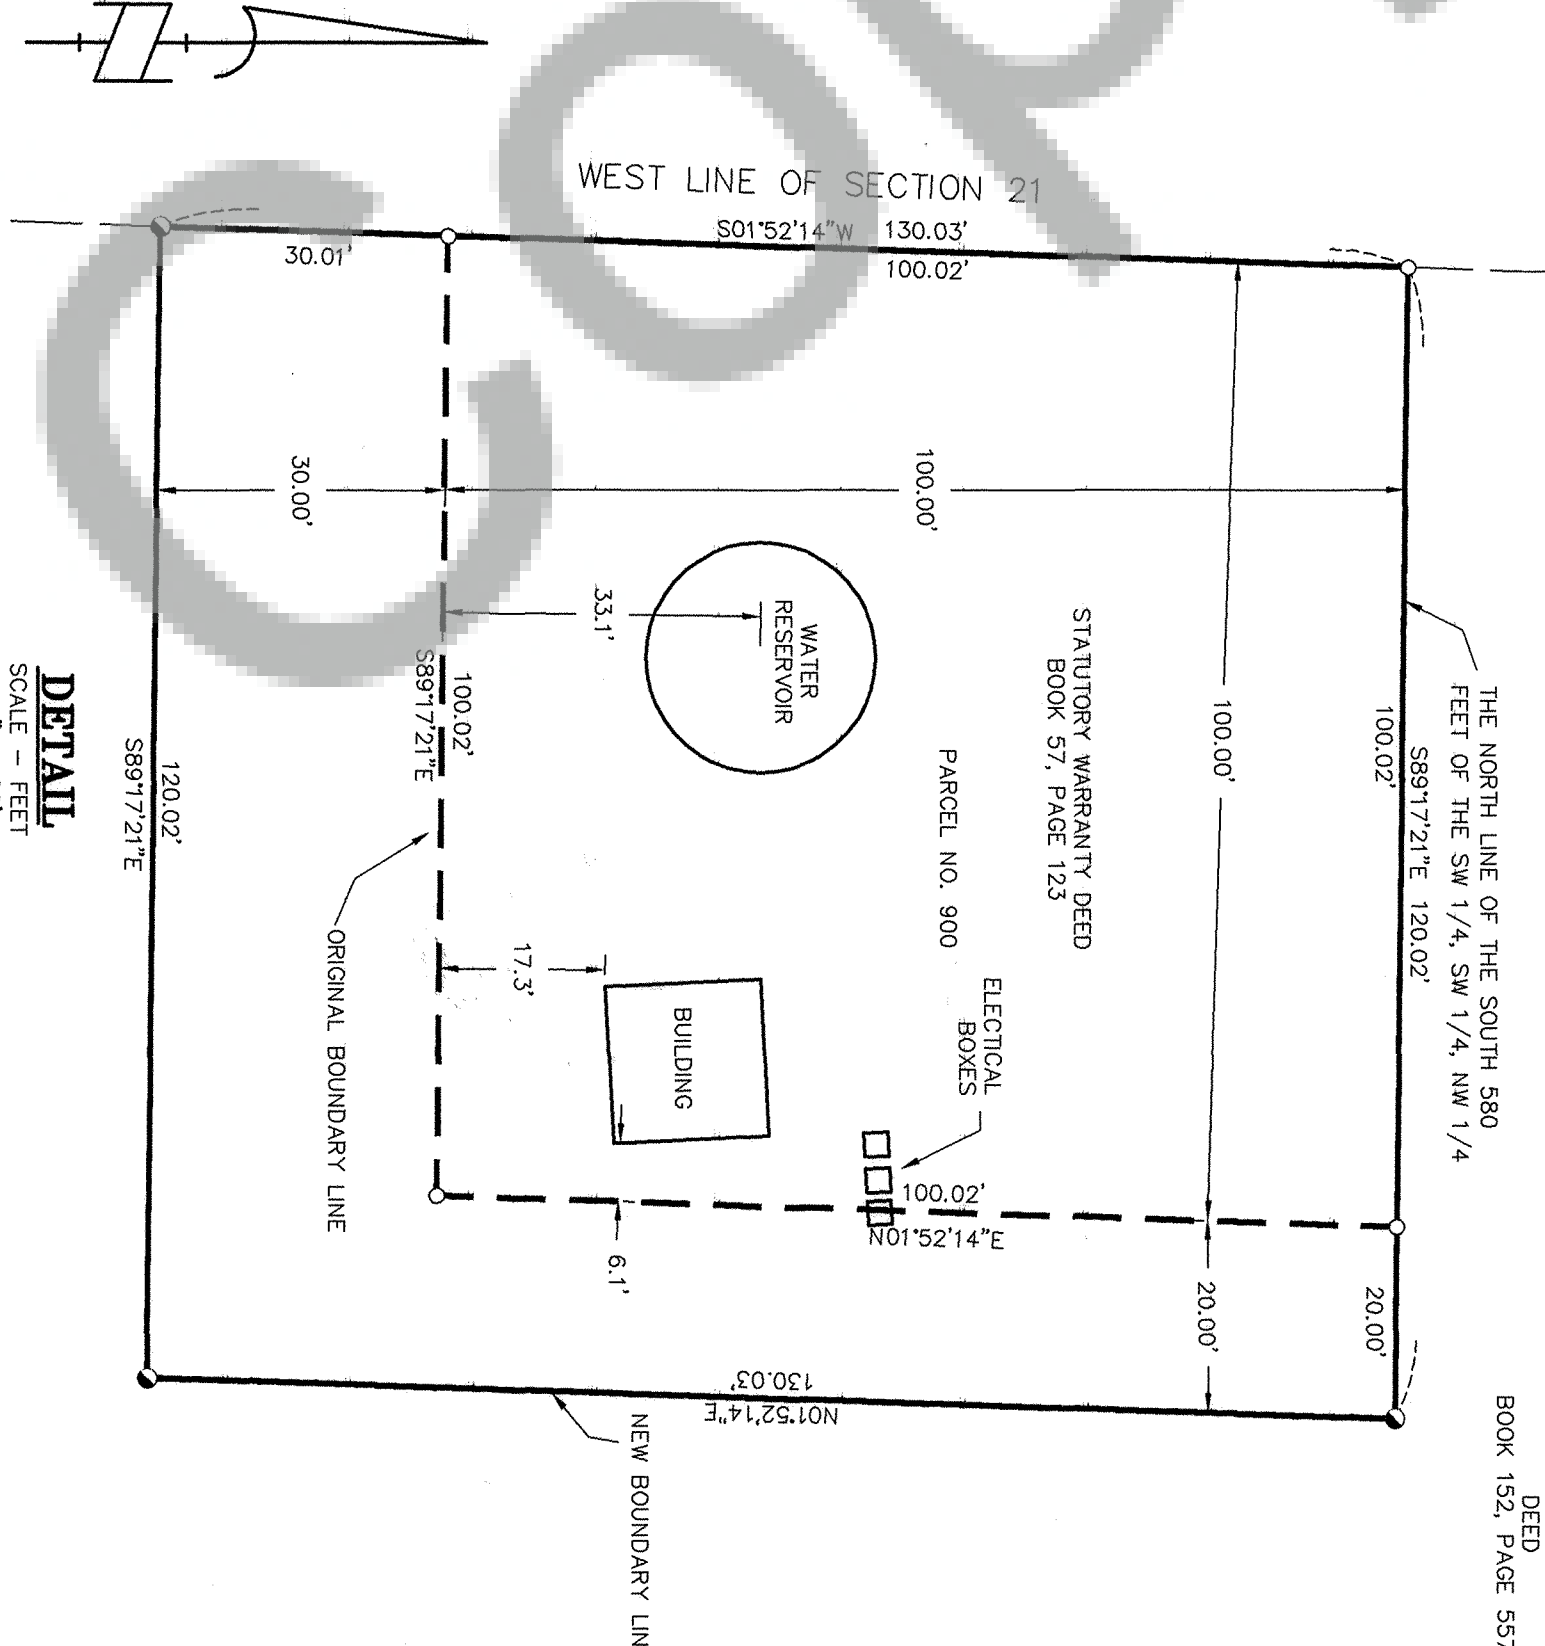 WEST LINE OF SECTION 21
S01°52'14"W 130.03'
30.01'
100.02'
30.00'
100.00'
33.1'
WATER
RESERVOIR
STATUTORY WARRANTY DEED
BOOK 57, PAGE 123
PARCEL NO. 900
100.00'
THE NORTH LINE OF THE SOUTH 580
FEET OF THE SW 1/4, SW 1/4, NW 1/4
S89°17'21"E 120.02'
100.02'
100.02'
S89°17'21"E
120.02'
S89°17'21"E
DETAIL
SCALE - FEET
ORIGINAL BOUNDARY LINE
17.3'
BUILDING
ELECTICAL
BOXES
100.02'
N01°52'14"E
6.1'
20.00'
20.00'
130.03'
N01°52'14"E
NEW BOUNDARY LIN
DEED
BOOK 152, PAGE 557
N